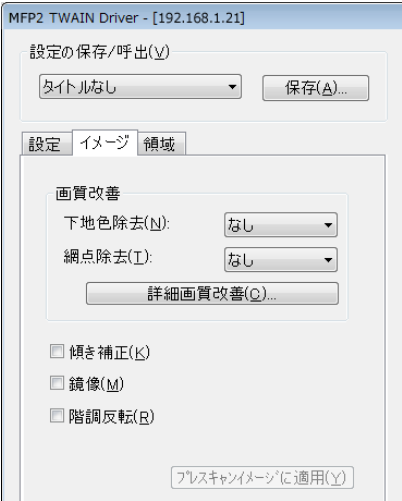 MFP2 TWAIN Driver - [192.168.1.21]
設定の保存/呼出(V)
タイトルなし 保存(A)...
設定 イメージ 領域
画質改善
下地色除去(N): なし
網点除去(T): なし
詳細画質改善(C)...
傾き補正(K)
鏡像(M)
階調反転(R)
プレスキャンイメージに適用(Y)